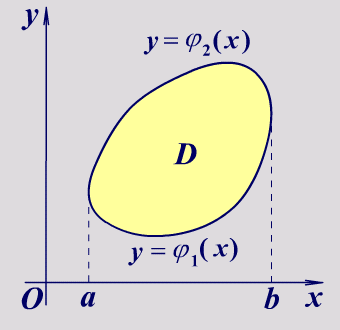 y
y = φ₂(x)
D
y = φ₁(x)
O a b x